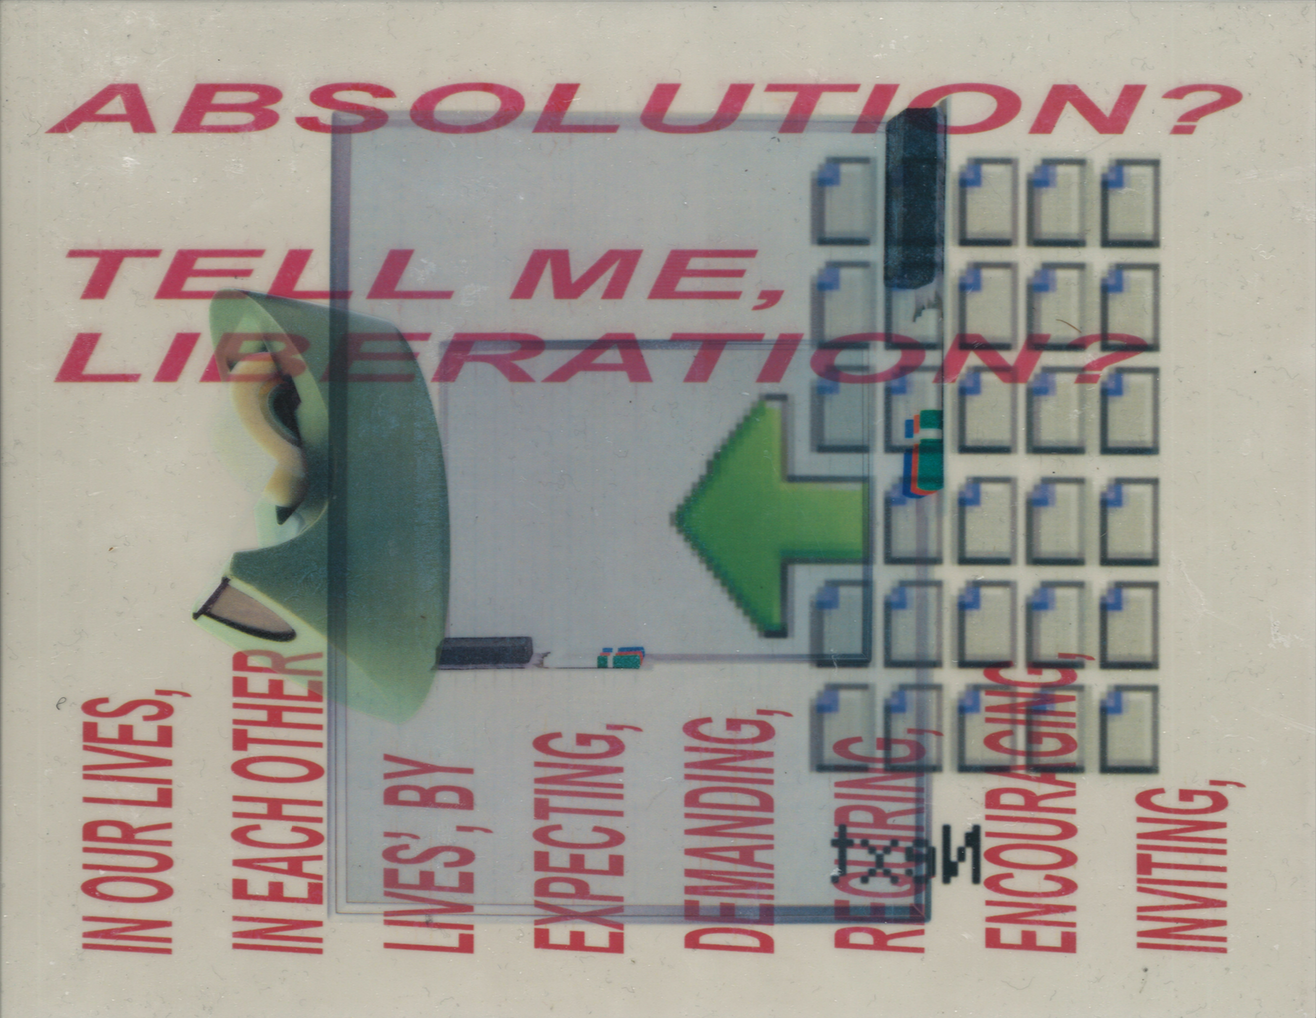 ABSOLUTION?
TELL ME,
LIBERATION?
IN OUR LIVES,
IN EACH OTHER
LIVES', BY
EXPECTING,
DEMANDING,
REQUIRING,
ENCOURAGING,
INVITING,
Next